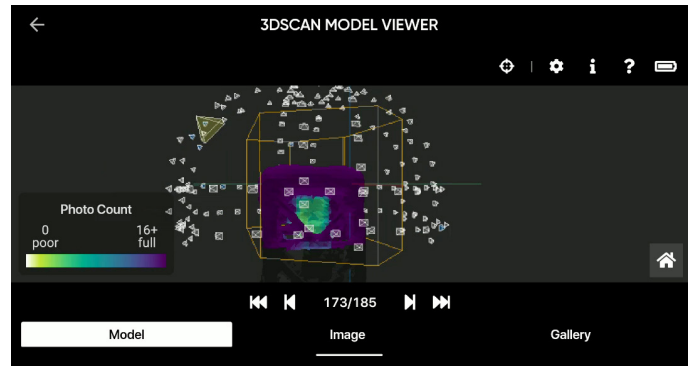 3DSCAN MODEL VIEWER
Photo Count
0 16+
poor full
173/185
Model Image Gallery